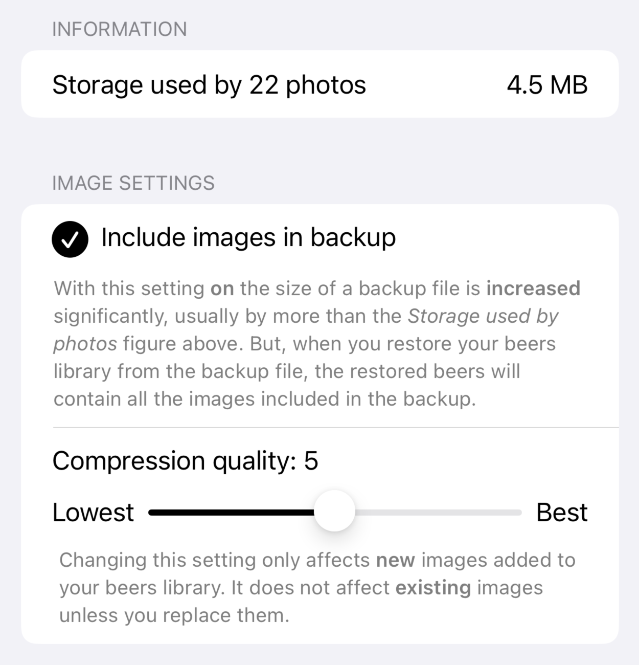 INFORMATION
Storage used by 22 photos 4.5 MB
IMAGE SETTINGS
Include images in backup
With this setting on the size of a backup file is increased
significantly, usually by more than the Storage used by
photos figure above. But, when you restore your beers
library from the backup file, the restored beers will
contain all the images included in the backup.
Compression quality: 5
Lowest Best
Changing this setting only affects new images added to
your beers library. It does not affect existing images
unless you replace them.